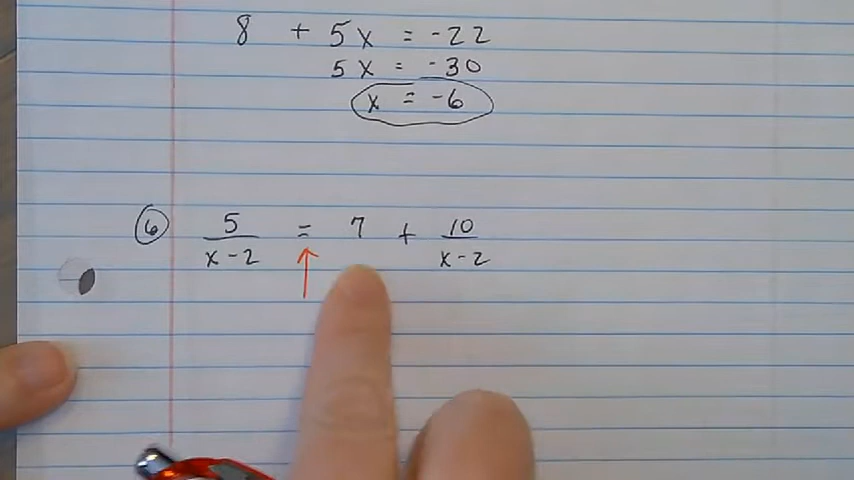 8 + 5x = -22
5x = -30
x = -6
6 5/(x-2) = 7 + 10/(x-2)